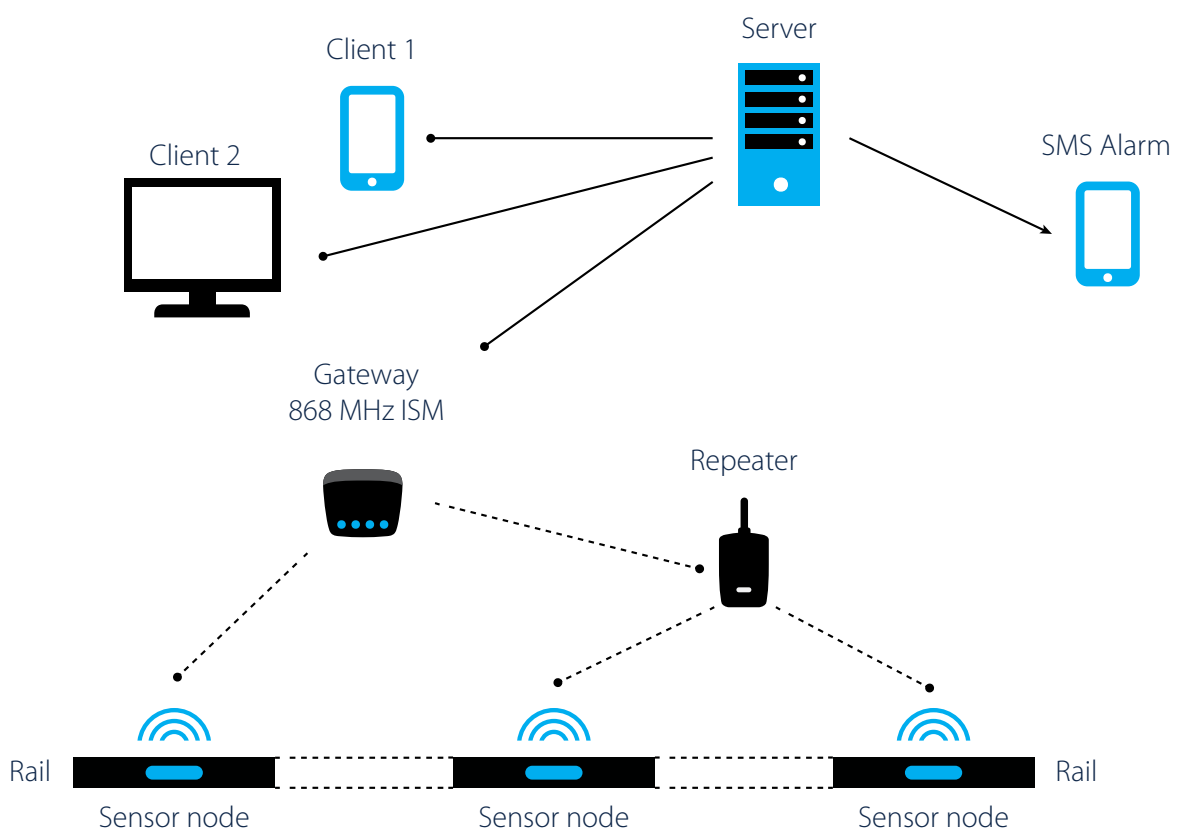 Server
Client 1
SMS Alarm
Client 2
Gateway
868 MHz ISM
Repeater
Rail
Rail
Sensor node
Sensor node
Sensor node